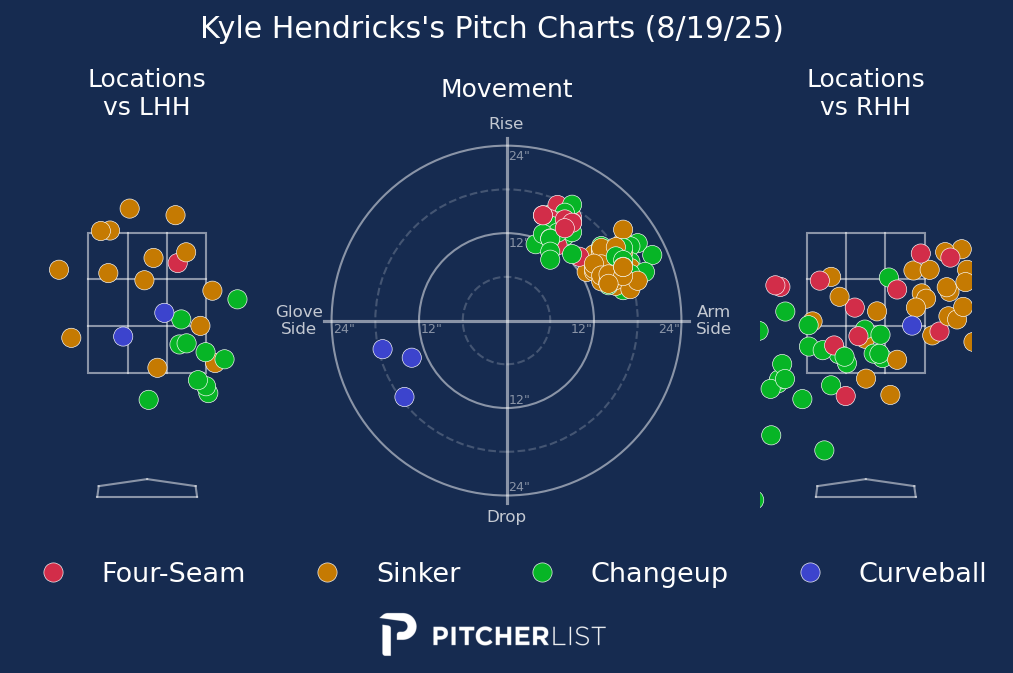 Kyle Hendricks's Pitch Charts (8/19/25)
Locations
vs LHH
Movement
Locations
vs RHH
Rise
24"
12"
Glove
Side
24"
12"
12"
24"
Arm
Side
12"
24"
Drop
Four-Seam
Sinker
Changeup
Curveball
PITCHERLIST